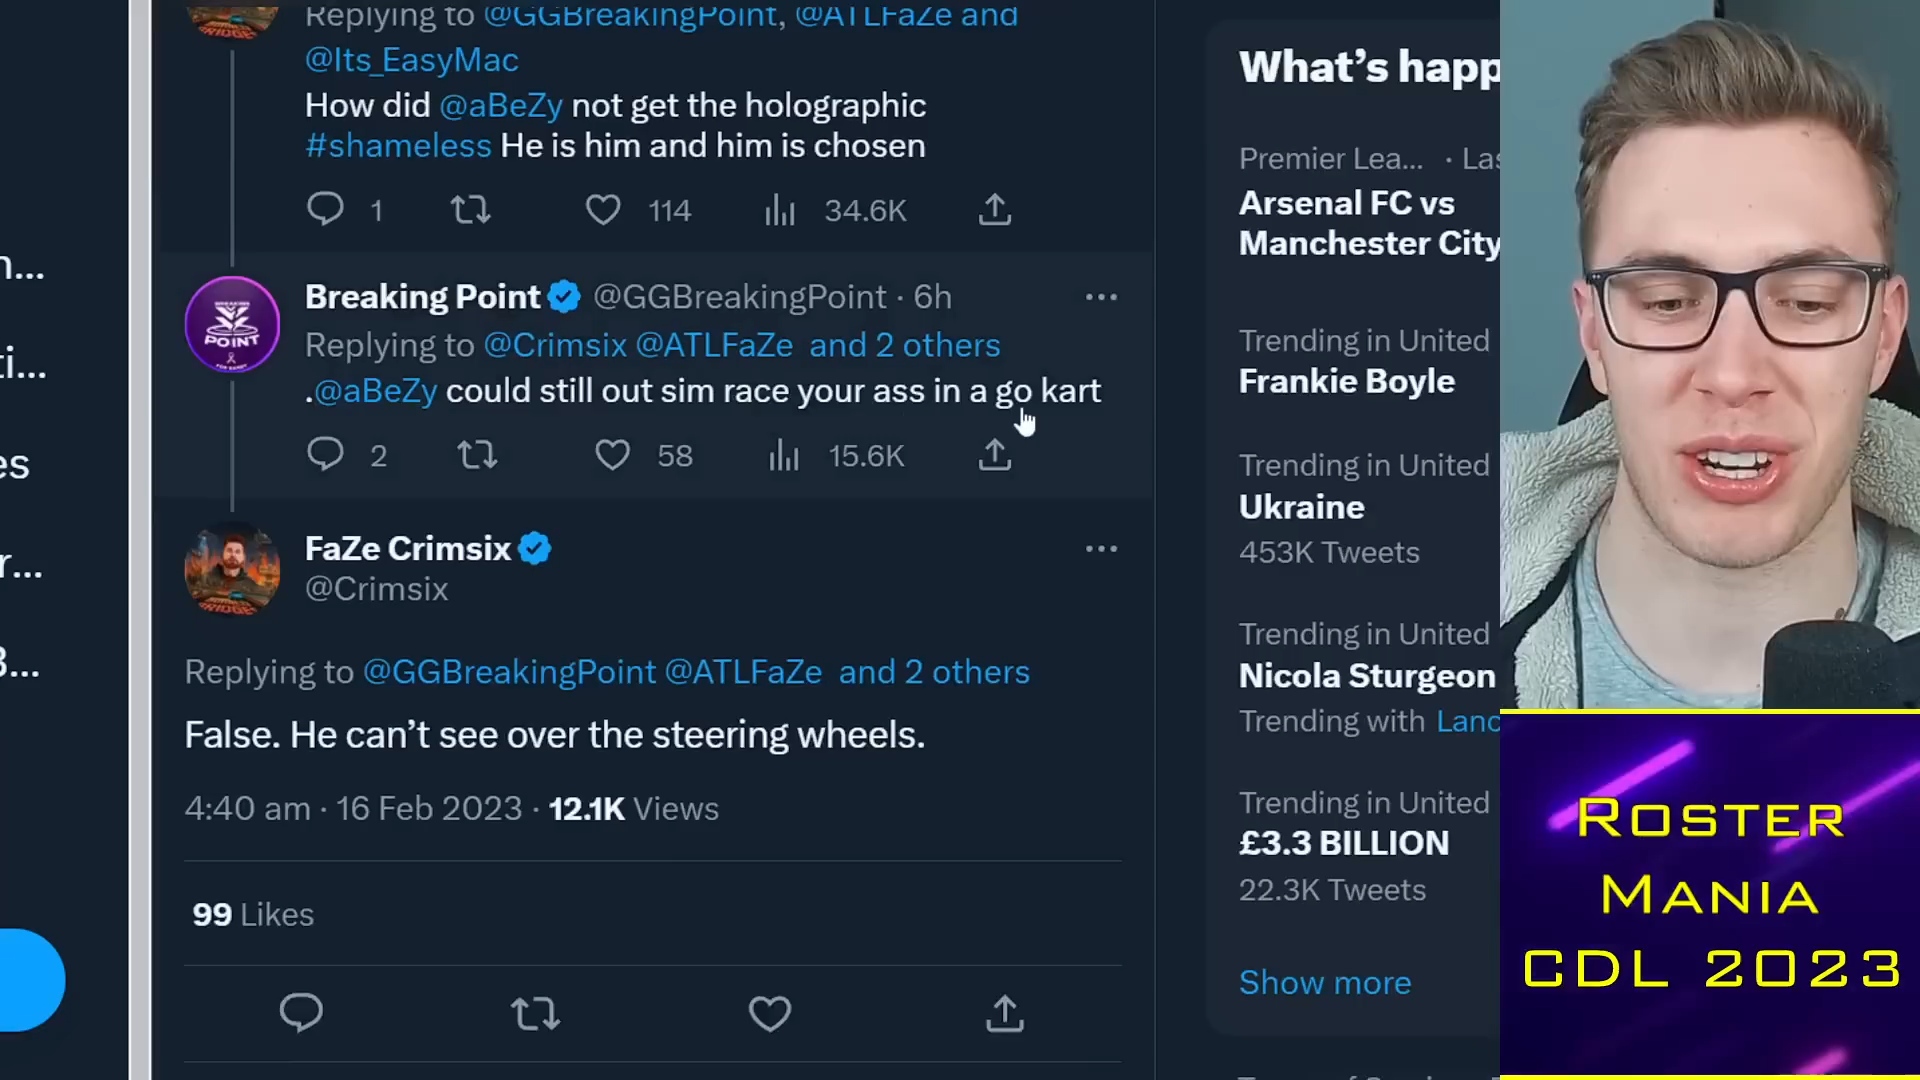 Replying to @GGBreakingPoint, @ATLFaZe and
@Its_EasyMac
How did @aBeZy not get the holographic
#shameless He is him and him is chosen
1 114 34.6K
Breaking Point @GGBreakingPoint · 6h
Replying to @Crimsix @ATLFaZe and 2 others
.@aBeZy could still out sim race your ass in a go kart
2 58 15.6K
FaZe Crimsix
@Crimsix
Replying to @GGBreakingPoint @ATLFaZe and 2 others
False. He can’t see over the steering wheels.
4:40 am · 16 Feb 2023 · 12.1K Views
99 Likes
What’s happ
Premier Lea... · Las
Arsenal FC vs
Manchester City
Trending in United
Frankie Boyle
Trending in United
Ukraine
453K Tweets
Trending in United
Nicola Sturgeon
Trending with Lanc
Trending in United
£3.3 BILLION
22.3K Tweets
Show more
POINT
ROSTER
MANIA
CDL 2023